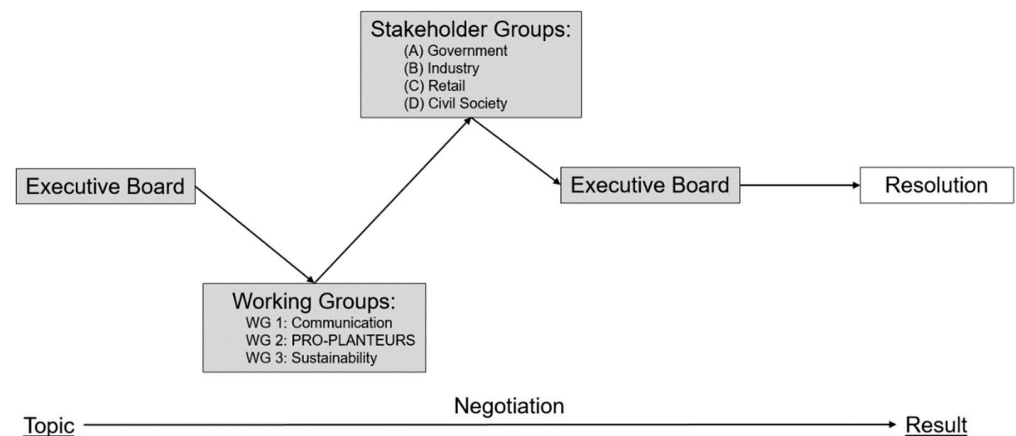 Stakeholder Groups:
(A) Government
(B) Industry
(C) Retail
(D) Civil Society
Executive Board
Executive Board
Resolution
Working Groups:
WG 1: Communication
WG 2: PRO-PLANTEURS
WG 3: Sustainability
Negotiation
Topic
Result